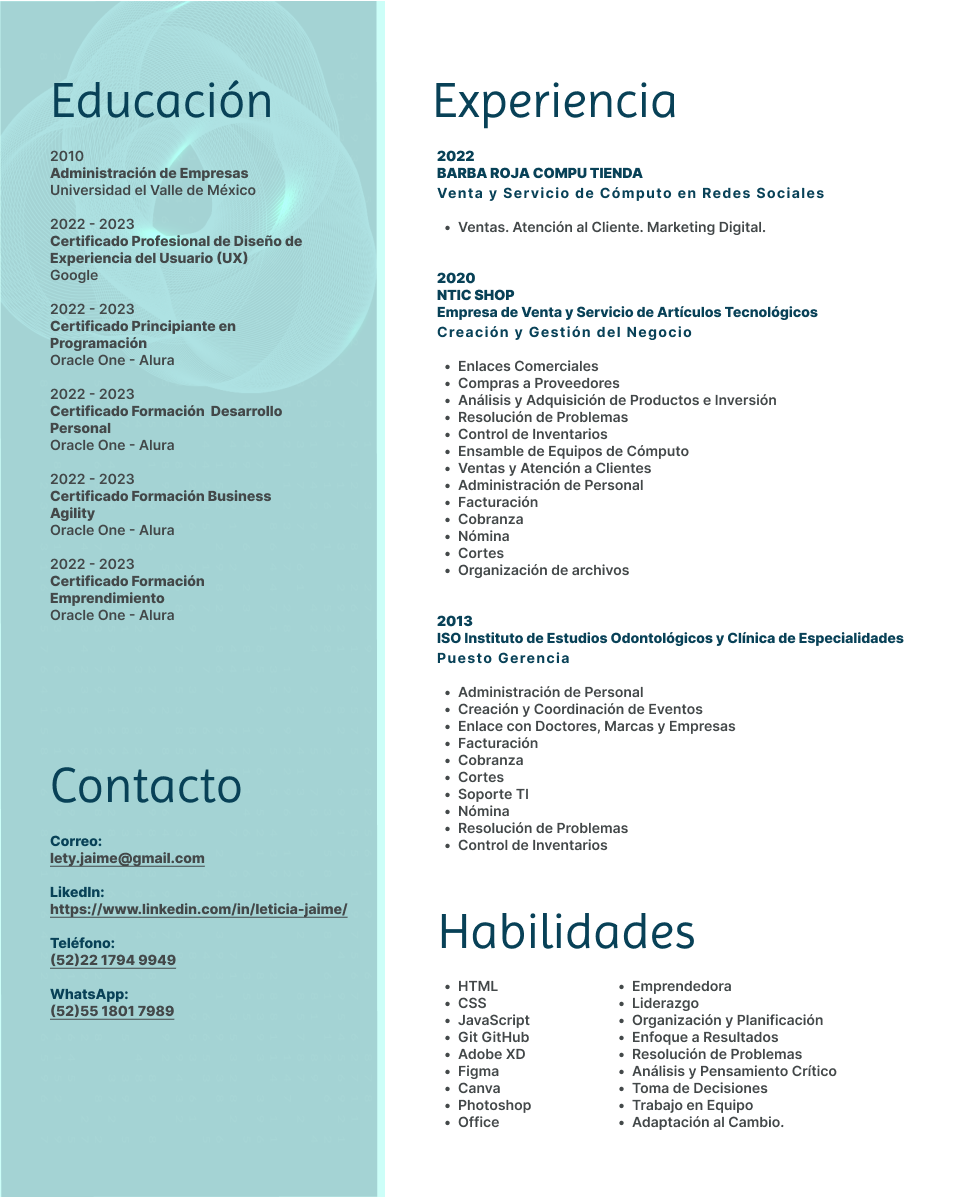 Educación
2010
Administración de Empresas
Universidad el Valle de México
2022 - 2023
Certificado Profesional de Diseño de
Experiencia del Usuario (UX)
Google
2022 - 2023
Certificado Principiante en
Programación
Oracle One - Alura
2022 - 2023
Certificado Formación  Desarrollo
Personal
Oracle One - Alura
2022 - 2023
Certificado Formación Business
Agility
Oracle One - Alura
2022 - 2023
Certificado Formación
Emprendimiento
Oracle One - Alura
Contacto
Correo:
lety.jaime@gmail.com
LikedIn:
https://www.linkedin.com/in/leticia-jaime/
Teléfono:
(52)22 1794 9949
WhatsApp:
(52)55 1801 7989
Experiencia
2022
BARBA ROJA COMPU TIENDA
Venta y Servicio de Cómputo en Redes Sociales
• Ventas. Atención al Cliente. Marketing Digital.
2020
NTIC SHOP
Empresa de Venta y Servicio de Artículos Tecnológicos
Creación y Gestión del Negocio
• Enlaces Comerciales
• Compras a Proveedores
• Análisis y Adquisición de Productos e Inversión
• Resolución de Problemas
• Control de Inventarios
• Ensamble de Equipos de Cómputo
• Ventas y Atención a Clientes
• Administración de Personal
• Facturación
• Cobranza
• Nómina
• Cortes
• Organización de archivos
2013
ISO Instituto de Estudios Odontológicos y Clínica de Especialidades
Puesto Gerencia
• Administración de Personal
• Creación y Coordinación de Eventos
• Enlace con Doctores, Marcas y Empresas
• Facturación
• Cobranza
• Cortes
• Soporte TI
• Nómina
• Resolución de Problemas
• Control de Inventarios
Habilidades
• HTML
• CSS
• JavaScript
• Git GitHub
• Adobe XD
• Figma
• Canva
• Photoshop
• Office
• Emprendedora
• Liderazgo
• Organización y Planificación
• Enfoque a Resultados
• Resolución de Problemas
• Análisis y Pensamiento Crítico
• Toma de Decisiones
• Trabajo en Equipo
• Adaptación al Cambio.